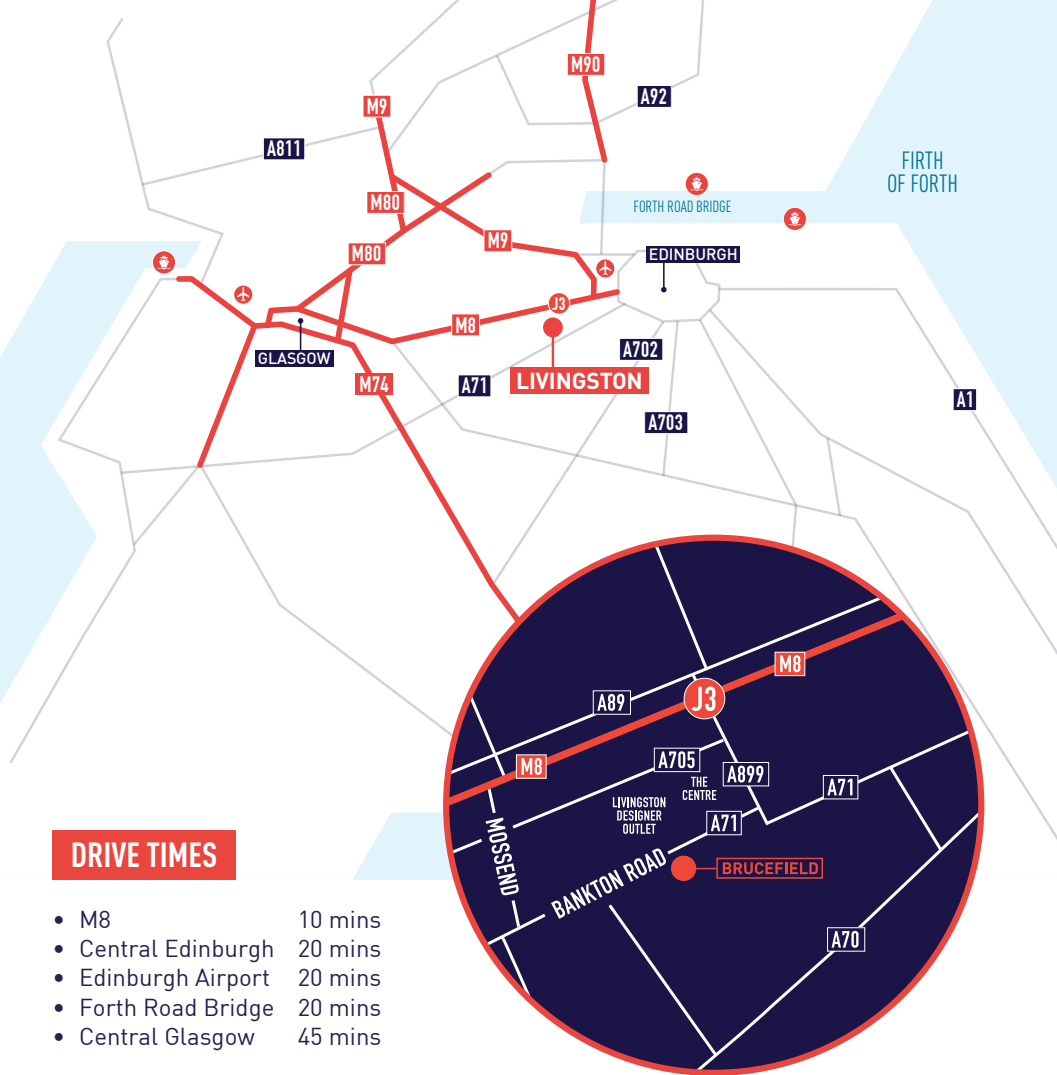 M90
A92
M9
A811
FIRTH
OF FORTH
M80
FORTH ROAD BRIDGE
M9
M80
EDINBURGH
J3
M8
GLASGOW
A702
M74
A71
LIVINGSTON
A1
A703
M8
A89
J3
M8
A705
A899
THE
CENTRE
A71
LIVINGSTON
DESIGNER
OUTLET
A71
MOSSEND
BANKTON ROAD
BRUCEFIELD
A70
DRIVE TIMES
• M8 10 mins
• Central Edinburgh 20 mins
• Edinburgh Airport 20 mins
• Forth Road Bridge 20 mins
• Central Glasgow 45 mins